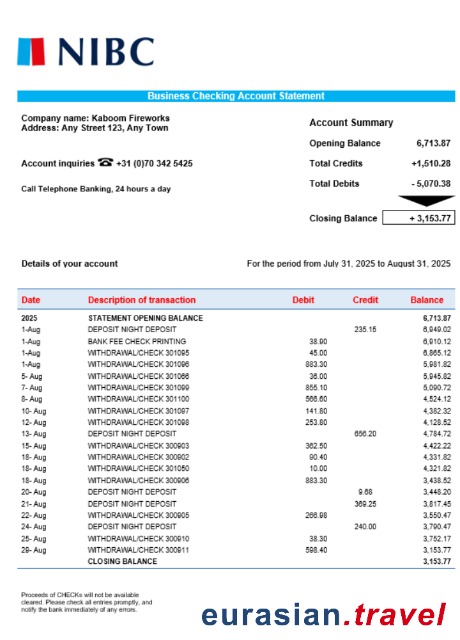 NIBC
Business Checking Account Statement
Company name: Kaboom Fireworks
Address: Any Street 123, Any Town
Account inquiries ☎ +31 (0)70 342 5425
Call Telephone Banking, 24 hours a day
Account Summary
Opening Balance 6,713.87
Total Credits +1,510.28
Total Debits - 5,070.38
Closing Balance + 3,153.77
Details of your account For the period from July 31, 2025 to August 31, 2025
Date Description of transaction Debit Credit Balance
2025 STATEMENT OPENING BALANCE 6,713.87
1-Aug DEPOSIT NIGHT DEPOSIT 235.15 6,949.02
1-Aug BANK FEE CHECK PRINTING 38.90 6,910.12
1-Aug WITHDRAWAL/CHECK 301095 45.00 6,865.12
1-Aug WITHDRAWAL/CHECK 301096 883.30 5,981.82
5- Aug WITHDRAWAL/CHECK 301066 36.00 5,945.82
7- Aug WITHDRAWAL/CHECK 301099 855.10 5,090.72
8- Aug WITHDRAWAL/CHECK 301100 566.60 4,524.12
10- Aug WITHDRAWAL/CHECK 301097 141.80 4,382.32
12- Aug WITHDRAWAL/CHECK 301098 253.80 4,128.52
13- Aug DEPOSIT NIGHT DEPOSIT 656.20 4,784.72
15- Aug WITHDRAWAL/CHECK 300903 362.50 4,422.22
18- Aug WITHDRAWAL/CHECK 300902 90.40 4,331.82
18- Aug WITHDRAWAL/CHECK 301050 10.00 4,321.82
18- Aug WITHDRAWAL/CHECK 300906 883.30 3,438.52
20- Aug DEPOSIT NIGHT DEPOSIT 9.68 3,448.20
21- Aug DEPOSIT NIGHT DEPOSIT 369.25 3,817.45
22- Aug WITHDRAWAL/CHECK 300905 266.98 3,550.47
24- Aug DEPOSIT NIGHT DEPOSIT 240.00 3,790.47
25- Aug WITHDRAWAL/CHECK 300910 38.30 3,752.17
29- Aug WITHDRAWAL/CHECK 300911 598.40 3,153.77
CLOSING BALANCE 3,153.77
Proceeds of CHECKs will not be available
cleared. Please check all entries promptly, and
notify the bank immediately of any errors.
eurasian.travel